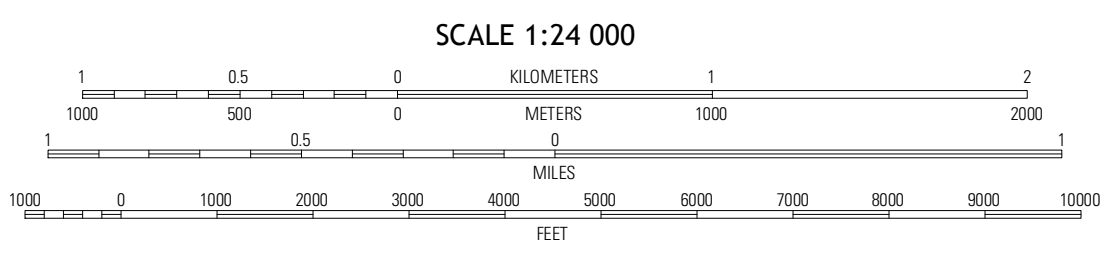 SCALE 1:24 000
1 0.5 0 KILOMETERS 1 2
1000 500 0 METERS 1000 2000
1 0.5 0 1
MILES
1000 0 1000 2000 3000 4000 5000 6000 7000 8000 9000 10000
FEET